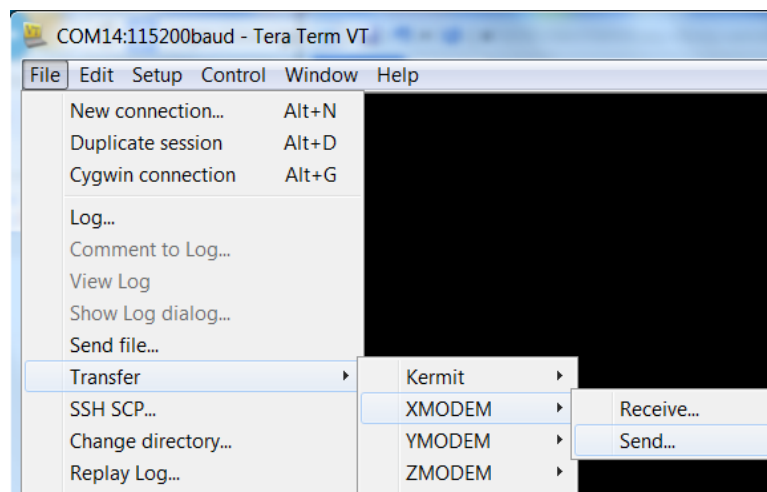 COM14:115200baud - Tera Term VT
File Edit Setup Control Window Help
New connection... Alt+N
Duplicate session Alt+D
Cygwin connection Alt+G
Log...
Comment to Log...
View Log
Show Log dialog...
Send file...
Transfer
Kermit
SSH SCP...
XMODEM
Receive...
Change directory...
YMODEM
Send...
Replay Log...
ZMODEM